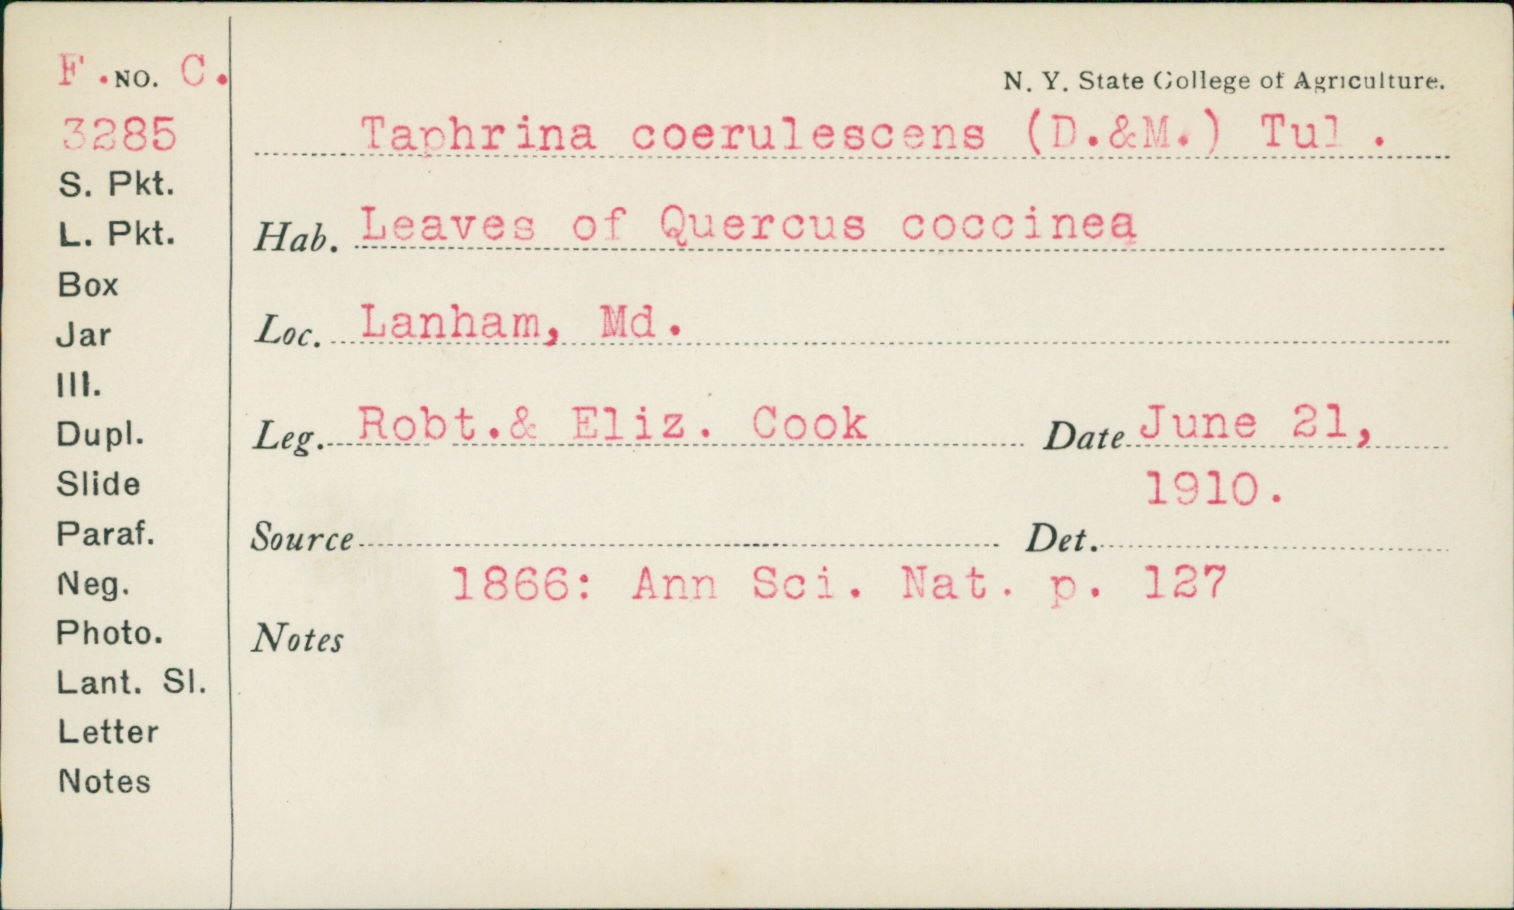 F. NO. C.
3285
S. Pkt.
L. Pkt.
Box
Jar
Ill.
Dupl.
Slide
Paraf.
Neg.
Photo.
Lant. Sl.
Letter
Notes
N. Y. State College of Agriculture.
Taphrina coerulescens (D.&M.) Tul .
Hab. Leaves of Quercus coccinea
Loc. Lanham, Md.
Leg. Robt.& Eliz. Cook Date June 21,
1910.
Source Det.
1866: Ann Sci. Nat. p. 127
Notes